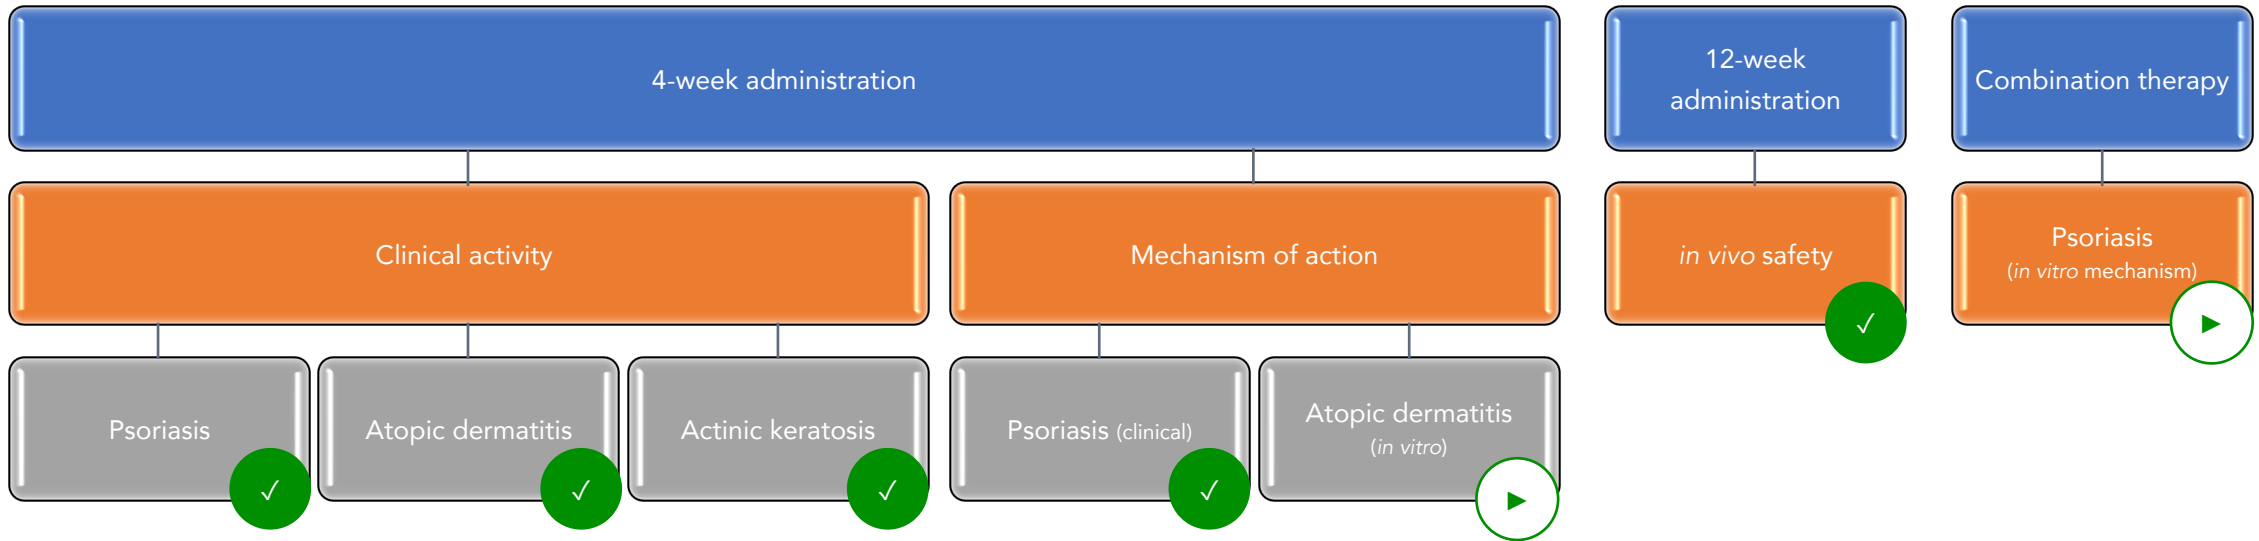 4-week administration
12-week
administration
Combination therapy
Clinical activity
Mechanism of action
in vivo safety
✓
Psoriasis
(in vitro mechanism)
►
Psoriasis
✓
Atopic dermatitis
✓
Actinic keratosis
✓
Psoriasis (clinical)
✓
Atopic dermatitis
(in vitro)
►